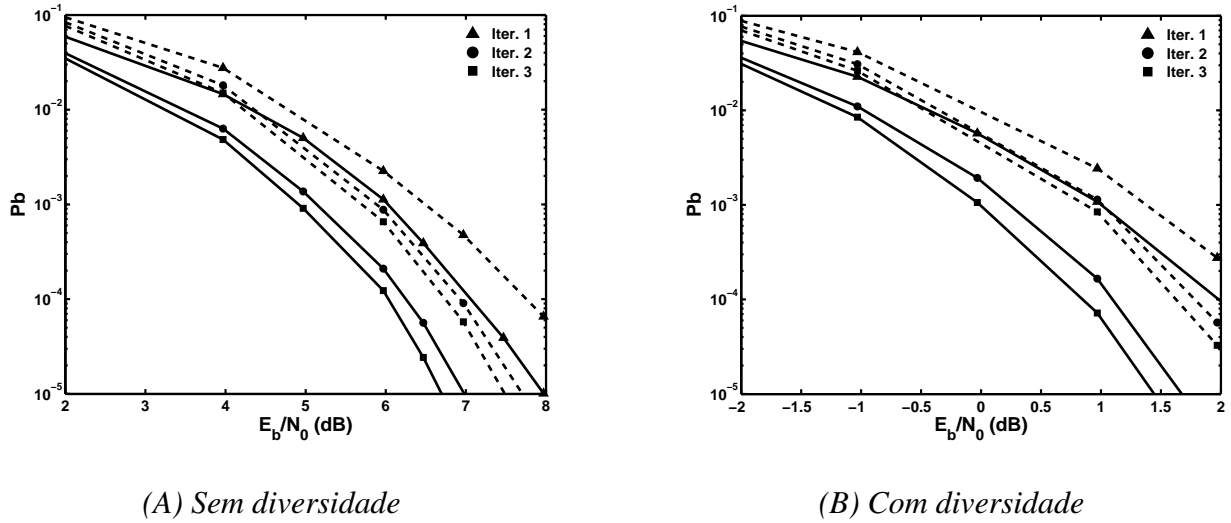 10⁻¹
10⁻²
10⁻³
10⁻⁴
10⁻⁵
Pb
2 3 4 5 6 7 8
E_b/N_0 (dB)
Iter. 1
Iter. 2
Iter. 3
(A) Sem diversidade
10⁻¹
10⁻²
10⁻³
10⁻⁴
10⁻⁵
Pb
−2 −1.5 −1 −0.5 0 0.5 1 1.5 2
E_b/N_0 (dB)
Iter. 1
Iter. 2
Iter. 3
(B) Com diversidade